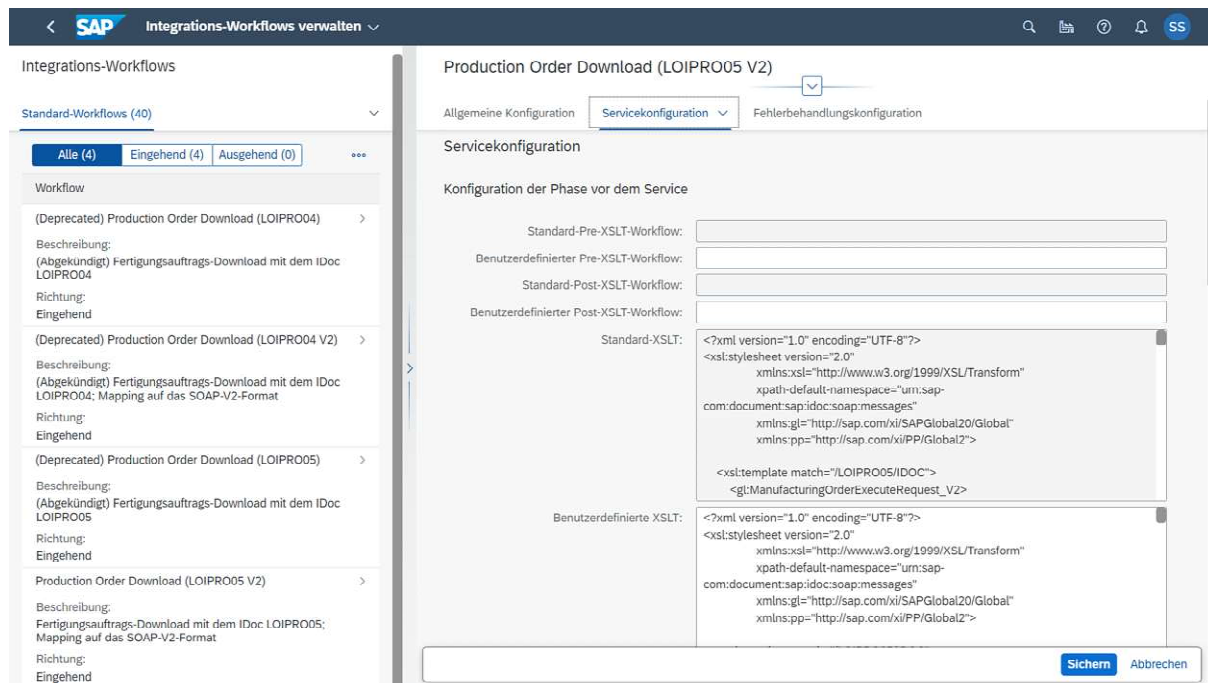 SAP
Integrations-Workflows verwalten
SS
Integrations-Workflows
Standard-Workflows (40)
Alle (4)
Eingehend (4)
Ausgehend (0)
Workflow
(Deprecated) Production Order Download (LOIPRO04)
Beschreibung:
(Abgekündigt) Fertigungsauftrags-Download mit dem IDoc
LOIPRO04
Richtung:
Eingehend
(Deprecated) Production Order Download (LOIPRO04 V2)
Beschreibung:
(Abgekündigt) Fertigungsauftrags-Download mit dem IDoc
LOIPRO04; Mapping auf das SOAP-V2-Format
Richtung:
Eingehend
(Deprecated) Production Order Download (LOIPRO05)
Beschreibung:
(Abgekündigt) Fertigungsauftrags-Download mit dem IDoc
LOIPRO05
Richtung:
Eingehend
Production Order Download (LOIPRO05 V2)
Beschreibung:
Fertigungsauftrags-Download mit dem IDoc LOIPRO05;
Mapping auf das SOAP-V2-Format
Richtung:
Eingehend
Production Order Download (LOIPRO05 V2)
Allgemeine Konfiguration
Servicekonfiguration
Fehlerbehandlungskonfiguration
Servicekonfiguration
Konfiguration der Phase vor dem Service
Standard-Pre-XSLT-Workflow:
Benutzerdefinierter Pre-XSLT-Workflow:
Standard-Post-XSLT-Workflow:
Benutzerdefinierter Post-XSLT-Workflow:
Standard-XSLT:
<?xml version="1.0" encoding="UTF-8"?>
<xsl:stylesheet version="2.0"
xmlns:xsl="http://www.w3.org/1999/XSL/Transform"
xpath-default-namespace="urn:sap-
com:document:sap:idoc:soap:messages"
xmlns:gl="http://sap.com/xi/SAPGlobal20/Global"
xmlns:pp="http://sap.com/xi/PP/Global2">
<xsl:template match="/LOIPRO05/IDOC">
<gl:ManufacturingOrderExecuteRequest_V2>
Benutzerdefinierte XSLT:
<?xml version="1.0" encoding="UTF-8"?>
<xsl:stylesheet version="2.0"
xmlns:xsl="http://www.w3.org/1999/XSL/Transform"
xpath-default-namespace="urn:sap-
com:document:sap:idoc:soap:messages"
xmlns:gl="http://sap.com/xi/SAPGlobal20/Global"
xmlns:pp="http://sap.com/xi/PP/Global2">
Sichern
Abbrechen